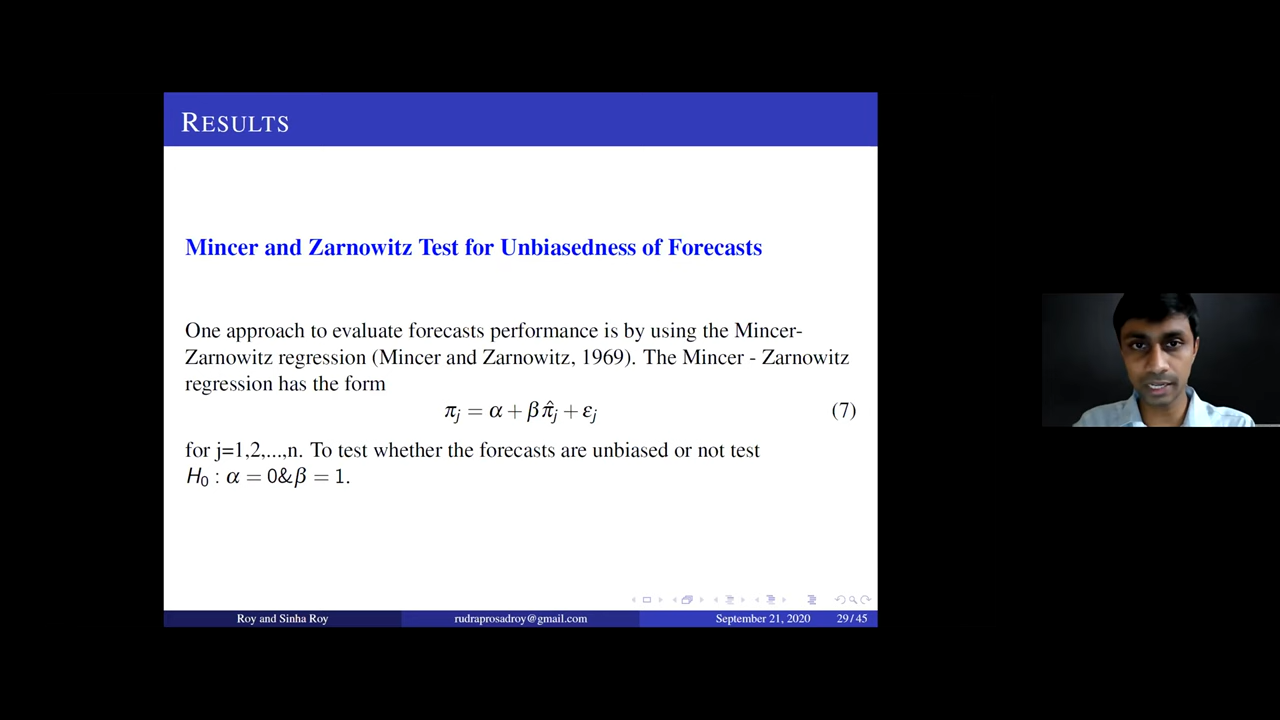 RESULTS
Mincer and Zarnowitz Test for Unbiasedness of Forecasts
One approach to evaluate forecasts performance is by using the Mincer-
Zarnowitz regression (Mincer and Zarnowitz, 1969). The Mincer - Zarnowitz
regression has the form
πⱼ = α + βπ̂ⱼ + εⱼ (7)
for j=1,2,...,n. To test whether the forecasts are unbiased or not test
H₀ : α = 0&β = 1.
Roy and Sinha Roy rudraprosadroy@gmail.com September 21, 2020 29/45